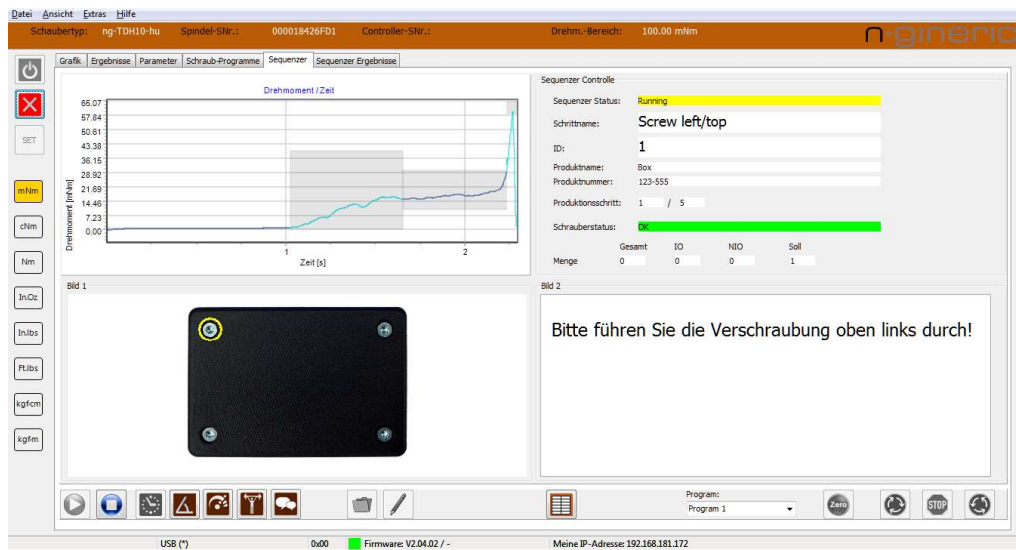 Datei Ansicht Extras Hilfe
Schaubertyp: ng-TDH10-hu Spindel-SNr.: 000018426FD1 Controller-SNr.: Drehm.-Bereich: 100.00 mNm n-gineric
Grafik Ergebnisse Parameter Schraub-Programme Sequenzer Sequenzer Ergebnisse
SET
mNm
cNm
Nm
In.Oz
In.lbs
Ft.lbs
kgf-cm
kgf-m
Drehmoment / Zeit
Drehmoment [mNm]
65.07
57.84
50.61
43.38
36.15
28.92
21.69
14.46
7.23
0.00
1 2
Zeit [s]
Sequenzer Controlle
Sequenzer Status: Running
Schrittname: Screw left/top
ID: 1
Produktname: Box
Produktnummer: 123-555
Produktionsschritt: 1 / 5
Schrauberstatus: OK
Gesamt IO NIO Soll
Menge 0 0 0 1
Bild 1
Bild 2
Bitte führen Sie die Verschraubung oben links durch!
Program:
Program 1
Zero
STOP
USB (*) 0x00 Firmware: V2.04.02 / - Meine IP-Adresse: 192.168.181.172